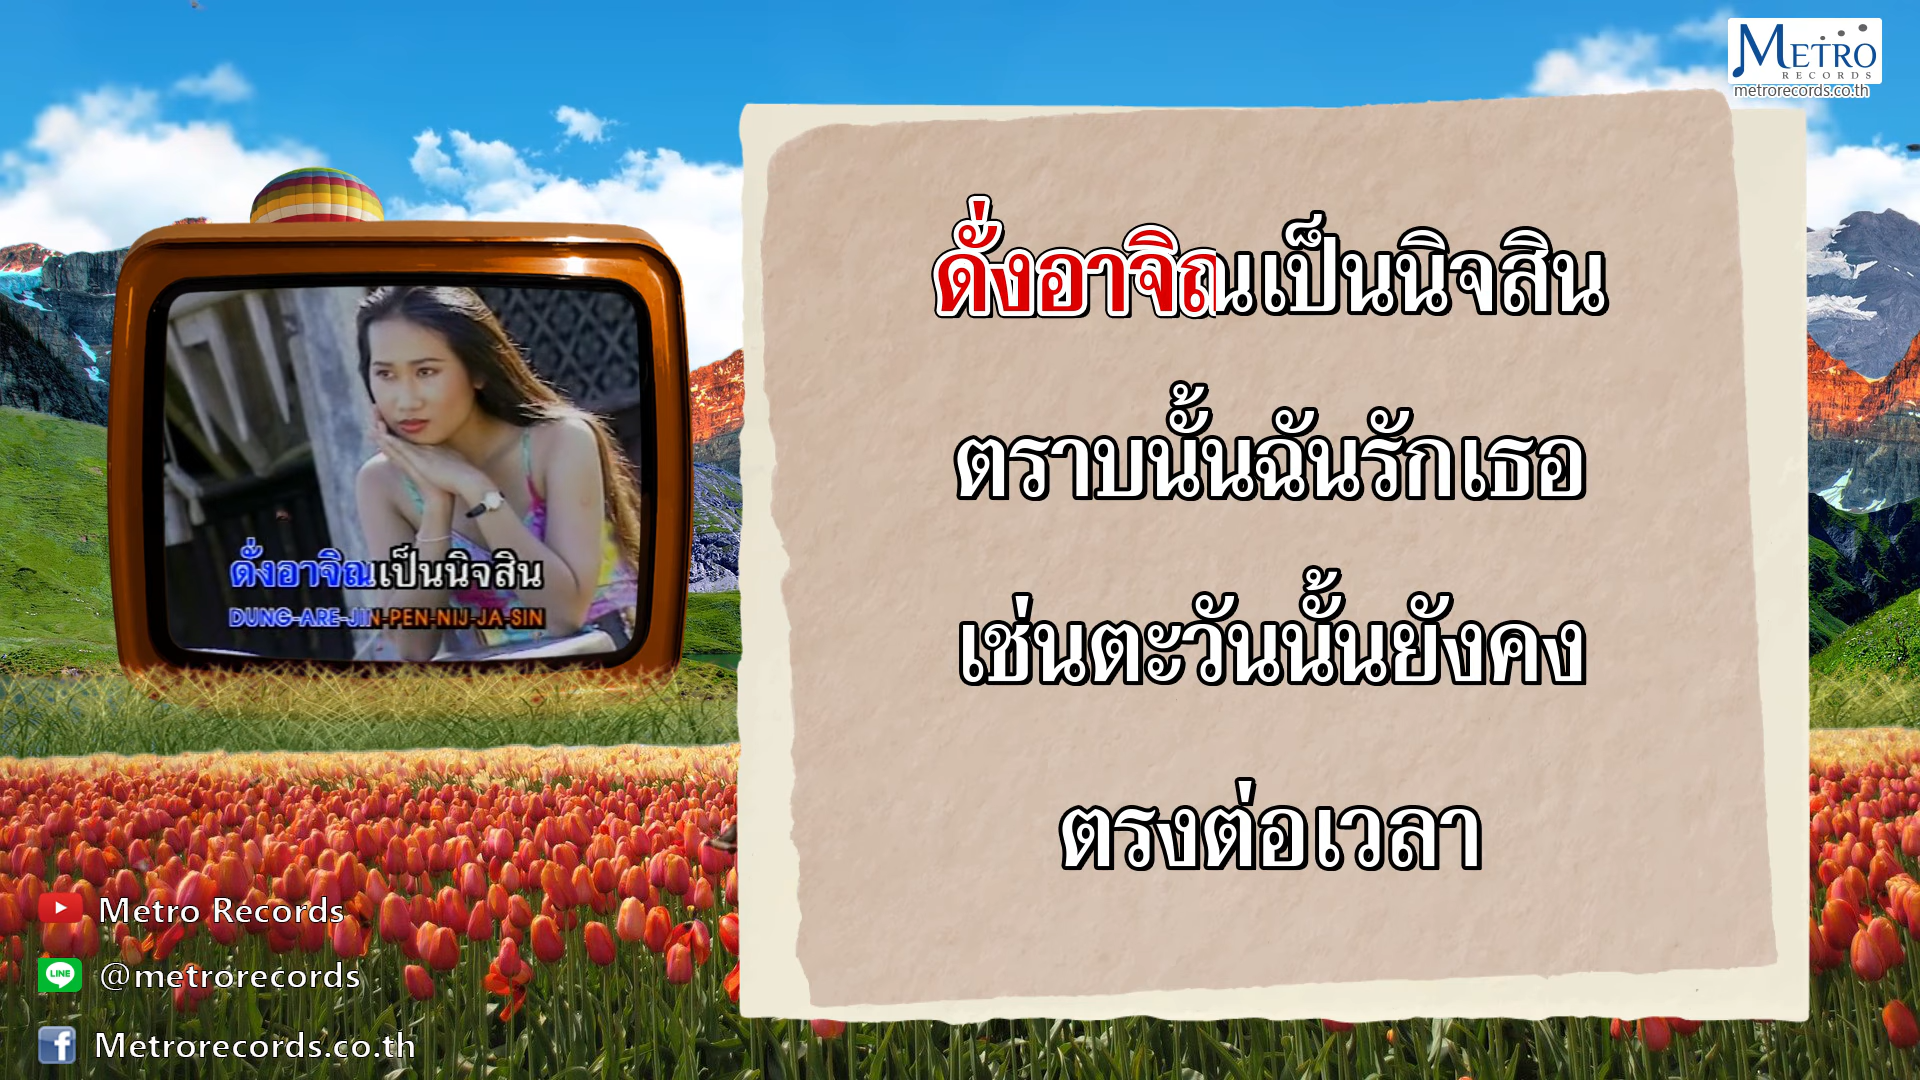 METRO
RECORDS
metrorecords.co.th
ดั่งอาจิณเป็นนิจสิน
ตราบนั้นฉันรักเธอ
เช่นตะวันนั้นยังคง
ตรงต่อเวลา
ดั่งอาจิณเป็นนิจสิน
DUNG-ARE-JIN-PEN-NIJ-JA-SIN
Metro Records
LINE @metrorecords
f Metrorecords.co.th